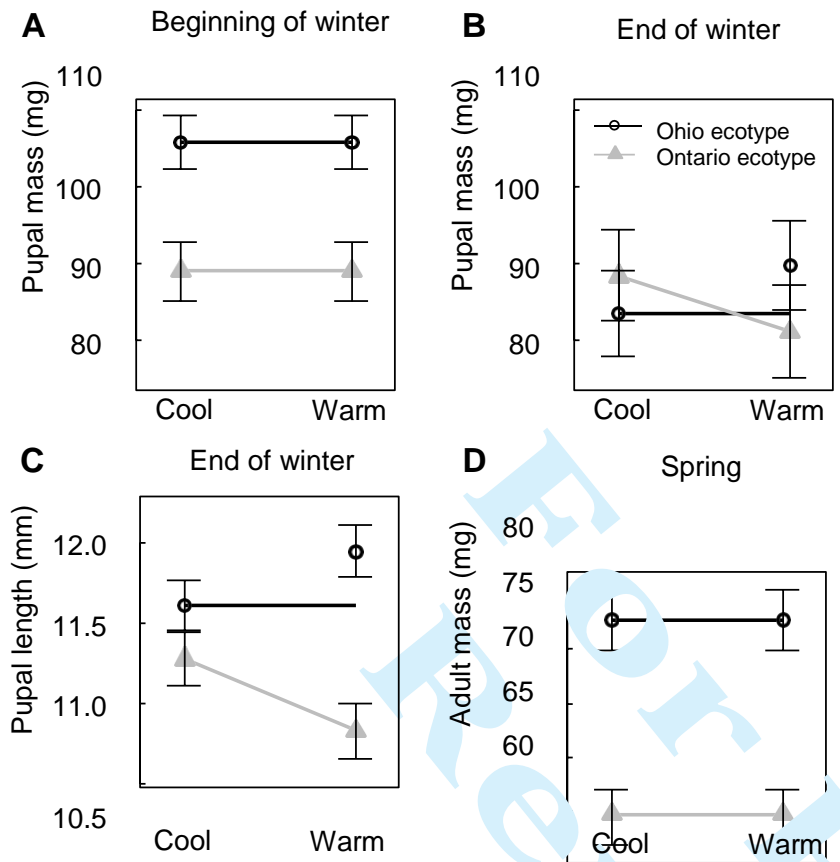 A
Beginning of winter
Pupal mass (mg)
110
100
90
80
Cool
Warm
B
End of winter
Pupal mass (mg)
110
100
90
80
Ohio ecotype
Ontario ecotype
Cool
Warm
C
End of winter
Pupal length (mm)
12.0
11.5
11.0
10.5
Cool
Warm
D
Spring
Adult mass (mg)
80
75
70
65
60
Cool
Warm
For
Re